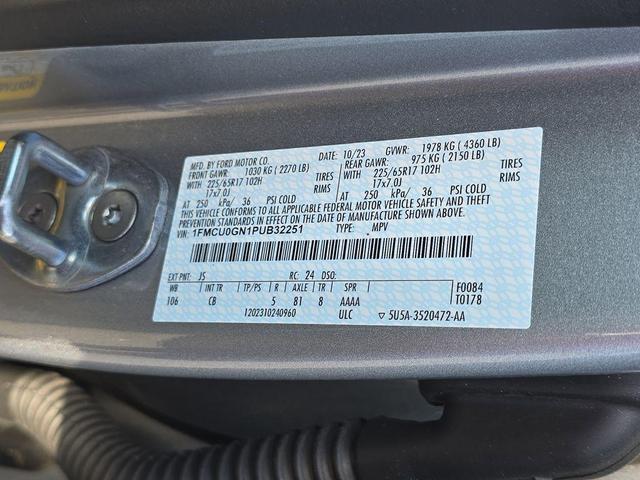 MFD. BY FORD MOTOR CO. DATE: 10/23 GVWR: 1978 KG ( 4360 LB)
FRONT GAWR: 1030 KG ( 2270 LB) REAR GAWR: 975 KG ( 2150 LB)
WITH 225/65R17 102H TIRES WITH 225/65R17 102H TIRES
17x7.0J RIMS 17x7.0J RIMS
AT 250 kPa/ 36 PSI COLD AT 250 kPa/ 36 PSI COLD
THIS VEHICLE CONFORMS TO ALL APPLICABLE FEDERAL MOTOR VEHICLE SAFETY AND THEFT
PREVENTION STANDARDS IN EFFECT ON THE DATE OF MANUFACTURE SHOWN ABOVE.
VIN: 1FMCU0GN1PUB32251 TYPE: MPV
EXT PNT: JS RC: 24 DSO:
WB INT TR TP/PS R AXLE TR SPR F0084
106 CB 5 81 8 AAAA T0178
1202310240960 ULC ▽ 5U5A-3520472-AA